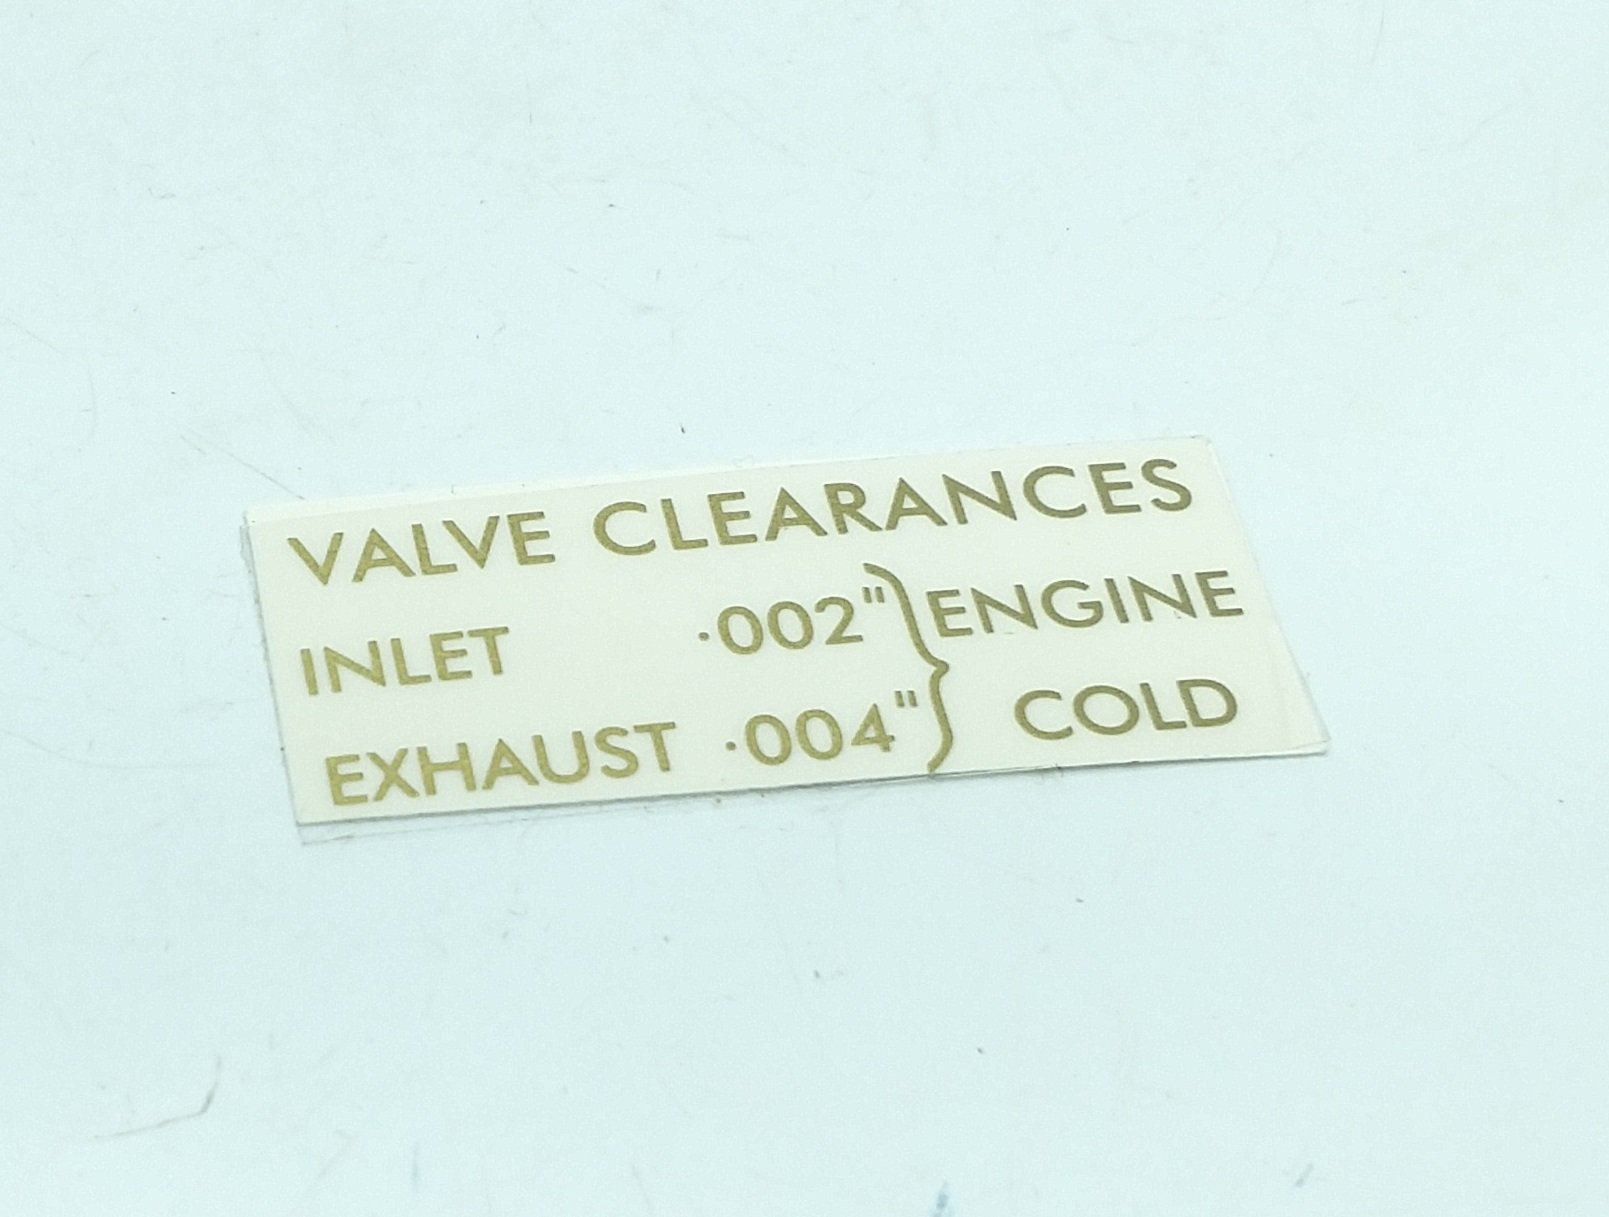 VALVE CLEARANCES
INLET ·002" } ENGINE
EXHAUST ·004" } COLD